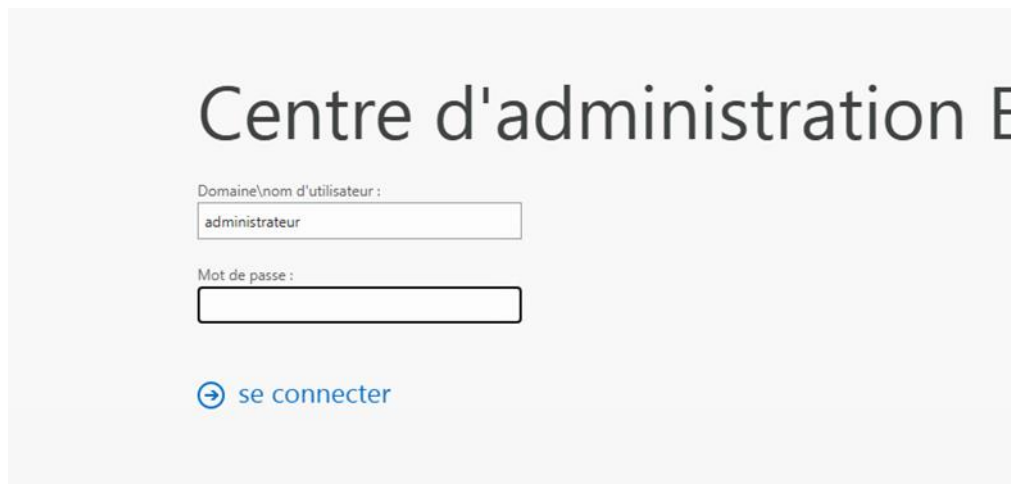 Centre d'administration E
Domaine\nom d'utilisateur :
administrateur
Mot de passe :
se connecter